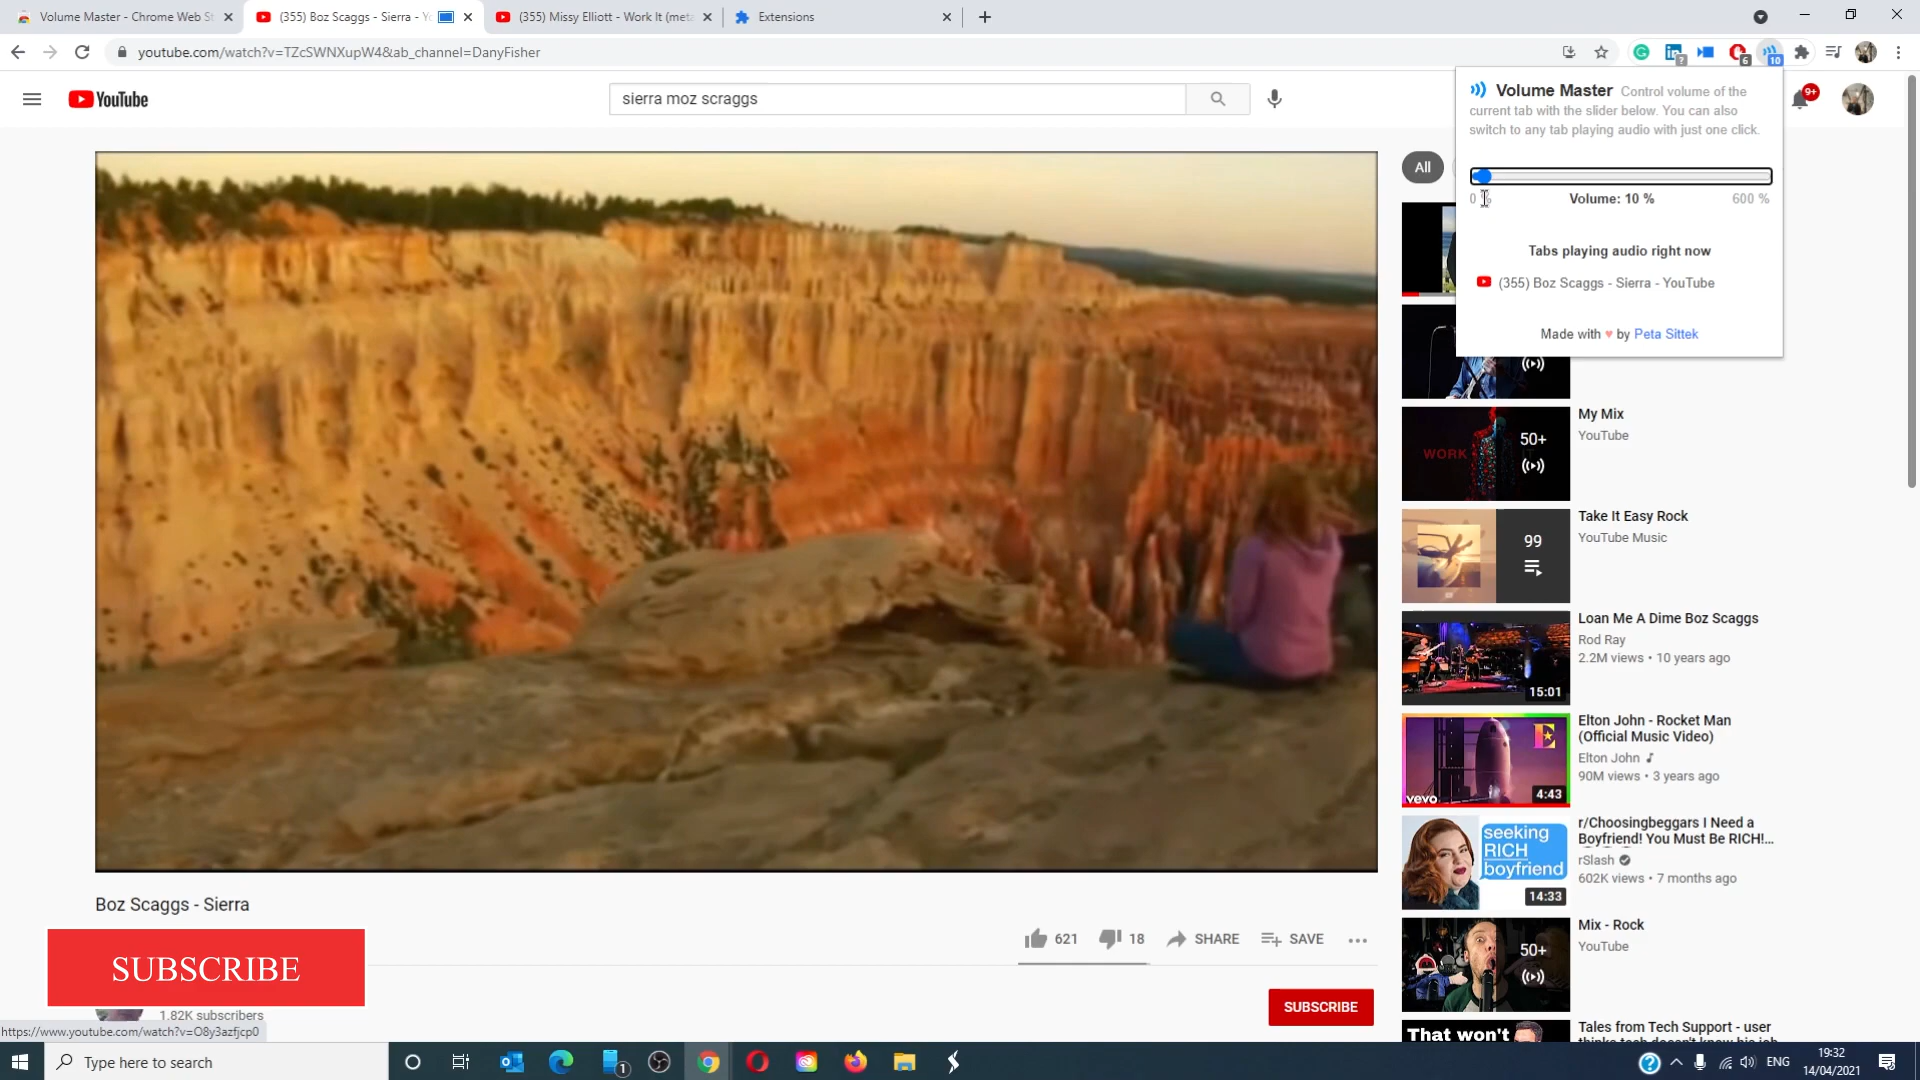 Volume Master - Chrome Web St
(355) Boz Scaggs - Sierra - Yo
(355) Missy Elliott - Work It (meta
Extensions
youtube.com/watch?v=TZcSWNXupW4&ab_channel=DanyFisher
6
10
YouTube
sierra moz scraggs
9+
Volume Master Control volume of the
current tab with the slider below. You can also
switch to any tab playing audio with just one click.
0 %
Volume: 10 %
600 %
Tabs playing audio right now
(355) Boz Scaggs - Sierra - YouTube
Made with ♥ by Peta Sittek
All
WORK IT
50+
My Mix
YouTube
99
Take It Easy Rock
YouTube Music
15:01
Loan Me A Dime Boz Scaggs
Rod Ray
2.2M views • 10 years ago
vevo
E
4:43
Elton John - Rocket Man
(Official Music Video)
Elton John
90M views • 3 years ago
seeking
RICH
boyfriend
14:33
r/Choosingbeggars I Need a
Boyfriend! You Must Be RICH!...
rSlash
602K views • 7 months ago
50+
Mix - Rock
YouTube
That won't
Tales from Tech Support - user
Boz Scaggs - Sierra
621
18
SHARE
SAVE
SUBSCRIBE
SUBSCRIBE
1.82K subscribers
https://www.youtube.com/watch?v=O8y3azfjcp0
Type here to search
1
ENG
19:32
14/04/2021